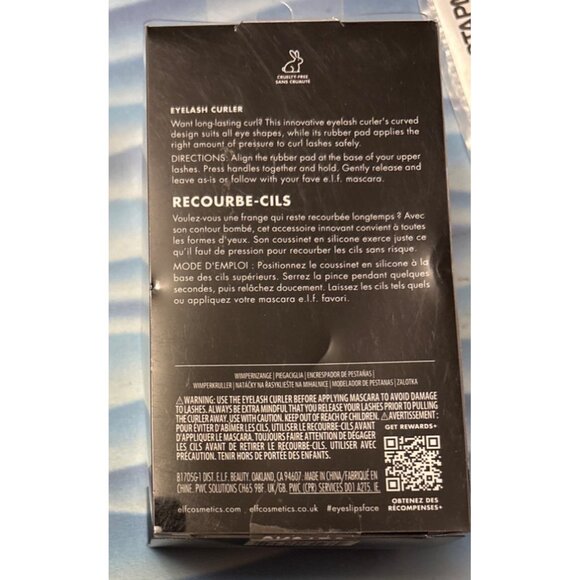 CRUELTY-FREE
SANS CRUAUTÉ
EYELASH CURLER
Want long-lasting curl? This innovative eyelash curler's curved
design suits all eye shapes, while its rubber pad applies the
right amount of pressure to curl lashes safely.
DIRECTIONS: Align the rubber pad at the base of your upper
lashes. Press handles together and hold. Gently release and
leave as-is or follow with your fave e.l.f. mascara.
RECOURBE-CILS
Voulez-vous une frange qui reste recourbée longtemps ? Avec
son contour bombé, cet accessoire innovant convient à toutes
les formes d'yeux. Son coussinet en silicone exerce juste ce
qu'il faut de pression pour recourber les cils sans risque.
MODE D'EMPLOI : Positionnez le coussinet en silicone à la
base des cils supérieurs. Serrez la pince pendant quelques
secondes, puis relâchez doucement. Laissez les cils tels quels
ou appliquez votre mascara e.l.f. favori.
WIMPERNZANGE | PIEGACIGLIA | ENCRESPADOR DE PESTAÑAS |
WIMPERKRULLER | NATÁČKY NA ŘASY KLIEŠTE NA MIHALNICE | MODELADOR DE PESTANAS | ZALOTKA
WARNING: USE THE EYELASH CURLER BEFORE APPLYING MASCARA TO AVOID DAMAGE
TO LASHES. ALWAYS BE EXTRA MINDFUL THAT YOU RELEASE YOUR LASHES PRIOR TO PULLING
THE CURLER AWAY. USE WITH CAUTION. KEEP OUT OF REACH OF CHILDREN. AVERTISSEMENT:
POUR ÉVITER D'ABÎMER LES CILS, UTILISER LE RECOURBE-CILS AVANT
D'APPLIQUER LE MASCARA. TOUJOURS FAIRE ATTENTION DE DÉGAGER
LES CILS AVANT DE RETIRER LE RECOURBE-CILS. UTILISER AVEC
PRÉCAUTION. TENIR HORS DE PORTÉE DES ENFANTS.
GET REWARDS+
B1705G-1 DIST. E.L.F. BEAUTY, OAKLAND, CA 94607. MADE IN CHINA/FABRIQUÉ EN
CHINE. PWC SOLUTIONS CH65 9BF. UK/GB. PWC (CPR) SERVICES D01 A2T5. IE.
elfcosmetics.com elfcosmetics.co.uk #eyeslipsface
OBTENEZ DES
RÉCOMPENSES+